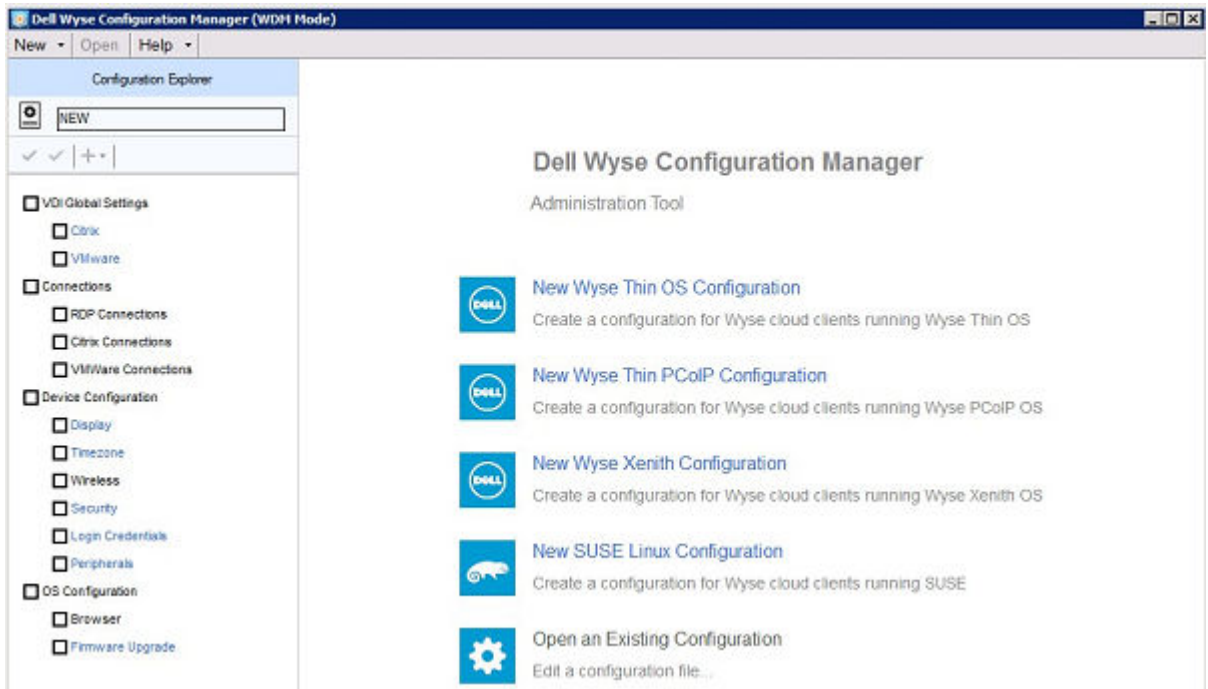 Dell Wyse Configuration Manager (WDM Mode)
New Open Help
Configuration Explorer
NEW
VDI Global Settings
Citrix
VMware
Connections
RDP Connections
Citrix Connections
VMWare Connections
Device Configuration
Display
Timezone
Wireless
Security
Login Credentials
Peripherals
OS Configuration
Browser
Firmware Upgrade
Dell Wyse Configuration Manager
Administration Tool
DELL
New Wyse Thin OS Configuration
Create a configuration for Wyse cloud clients running Wyse Thin OS
DELL
New Wyse Thin PCoIP Configuration
Create a configuration for Wyse cloud clients running Wyse PCoIP OS
DELL
New Wyse Xenith Configuration
Create a configuration for Wyse cloud clients running Wyse Xenith OS
New SUSE Linux Configuration
Create a configuration for Wyse cloud clients running SUSE
Open an Existing Configuration
Edit a configuration file...